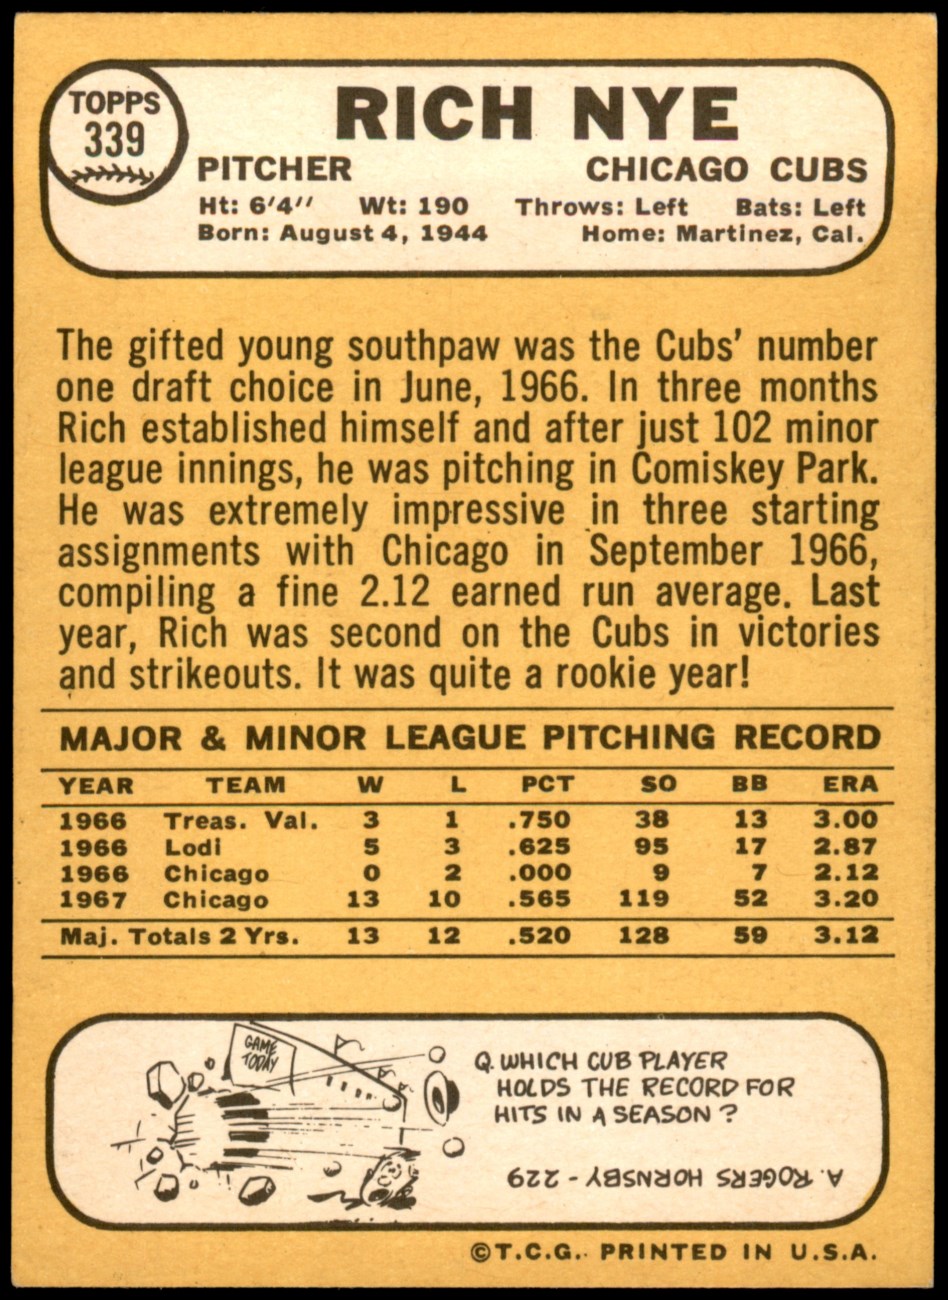 TOPPS
339
RICH NYE
PITCHER CHICAGO CUBS
Ht: 6'4" Wt: 190 Throws: Left Bats: Left
Born: August 4, 1944 Home: Martinez, Cal.
The gifted young southpaw was the Cubs' number
one draft choice in June, 1966. In three months
Rich established himself and after just 102 minor
league innings, he was pitching in Comiskey Park.
He was extremely impressive in three starting
assignments with Chicago in September 1966,
compiling a fine 2.12 earned run average. Last
year, Rich was second on the Cubs in victories
and strikeouts. It was quite a rookie year!
MAJOR & MINOR LEAGUE PITCHING RECORD
YEAR TEAM W L PCT SO BB ERA
1966 Treas. Val. 3 1 .750 38 13 3.00
1966 Lodi 5 3 .625 95 17 2.87
1966 Chicago 0 2 .000 9 7 2.12
1967 Chicago 13 10 .565 119 52 3.20
Maj. Totals 2 Yrs. 13 12 .520 128 59 3.12
GAME
TODAY
Q. WHICH CUB PLAYER
HOLDS THE RECORD FOR
HITS IN A SEASON?
A. ROGERS HORNSBY - 229
©T.C.G. PRINTED IN U.S.A.